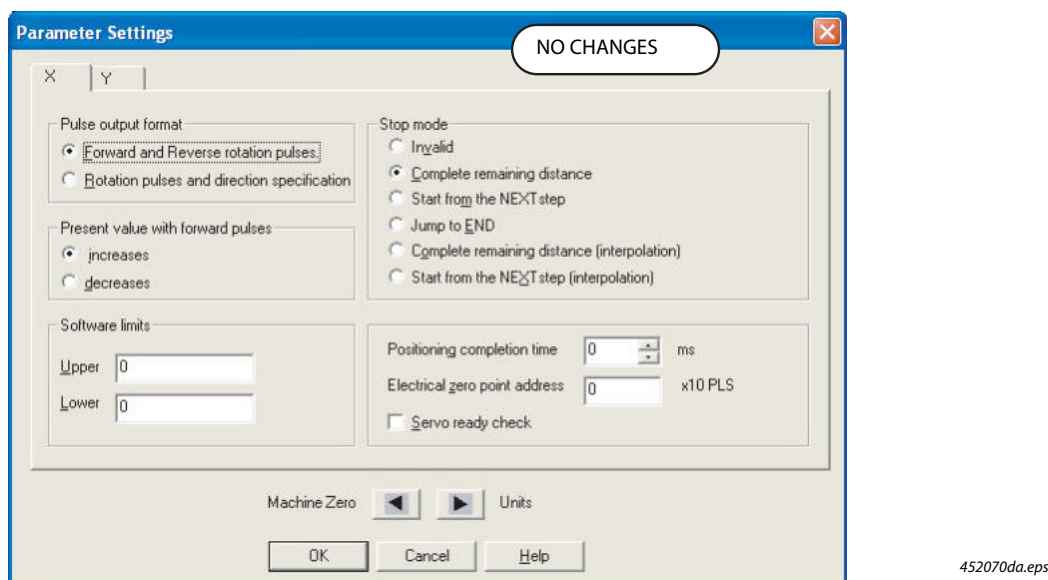 Parameter Settings
NO CHANGES
X
Y
Pulse output format
Forward and Reverse rotation pulses.
Rotation pulses and direction specification
Present value with forward pulses
increases
decreases
Software limits
Upper 0
Lower 0
Stop mode
Invalid
Complete remaining distance
Start from the NEXT step
Jump to END
Complete remaining distance (interpolation)
Start from the NEXT step (interpolation)
Positioning completion time 0 ms
Electrical zero point address 0 x10 PLS
Servo ready check
Machine Zero
Units
OK
Cancel
Help
452070da.eps